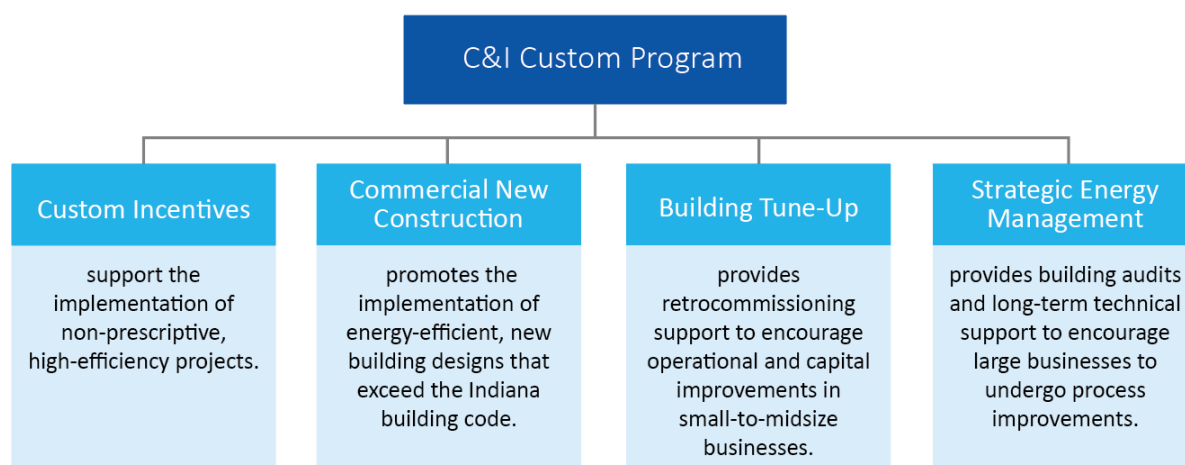 C&I Custom Program
Custom Incentives
support the
implementation of
non-prescriptive,
high-efficiency projects.
Commercial New
Construction
promotes the
implementation of
energy-efficient, new
building designs that
exceed the Indiana
building code.
Building Tune-Up
provides
retrocommissioning
support to encourage
operational and capital
improvements in
small-to-midsize
businesses.
Strategic Energy
Management
provides building audits
and long-term technical
support to encourage
large businesses to
undergo process
improvements.